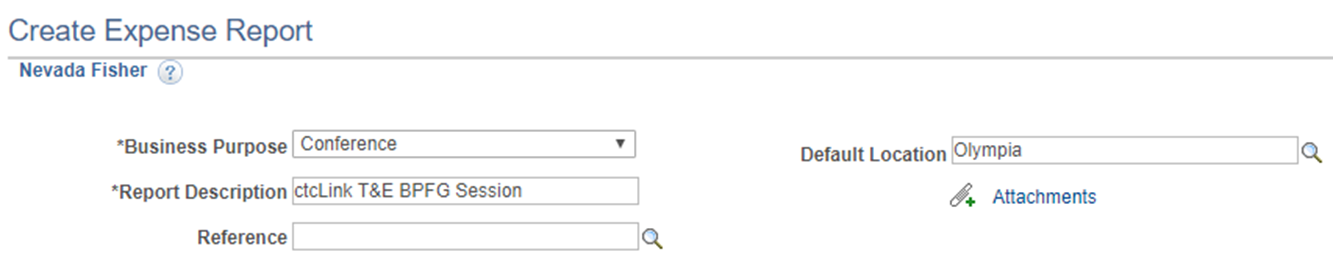 Create Expense Report
Nevada Fisher ?
*Business Purpose Conference
Default Location Olympia
*Report Description ctcLink T&E BPFG Session
Attachments
Reference